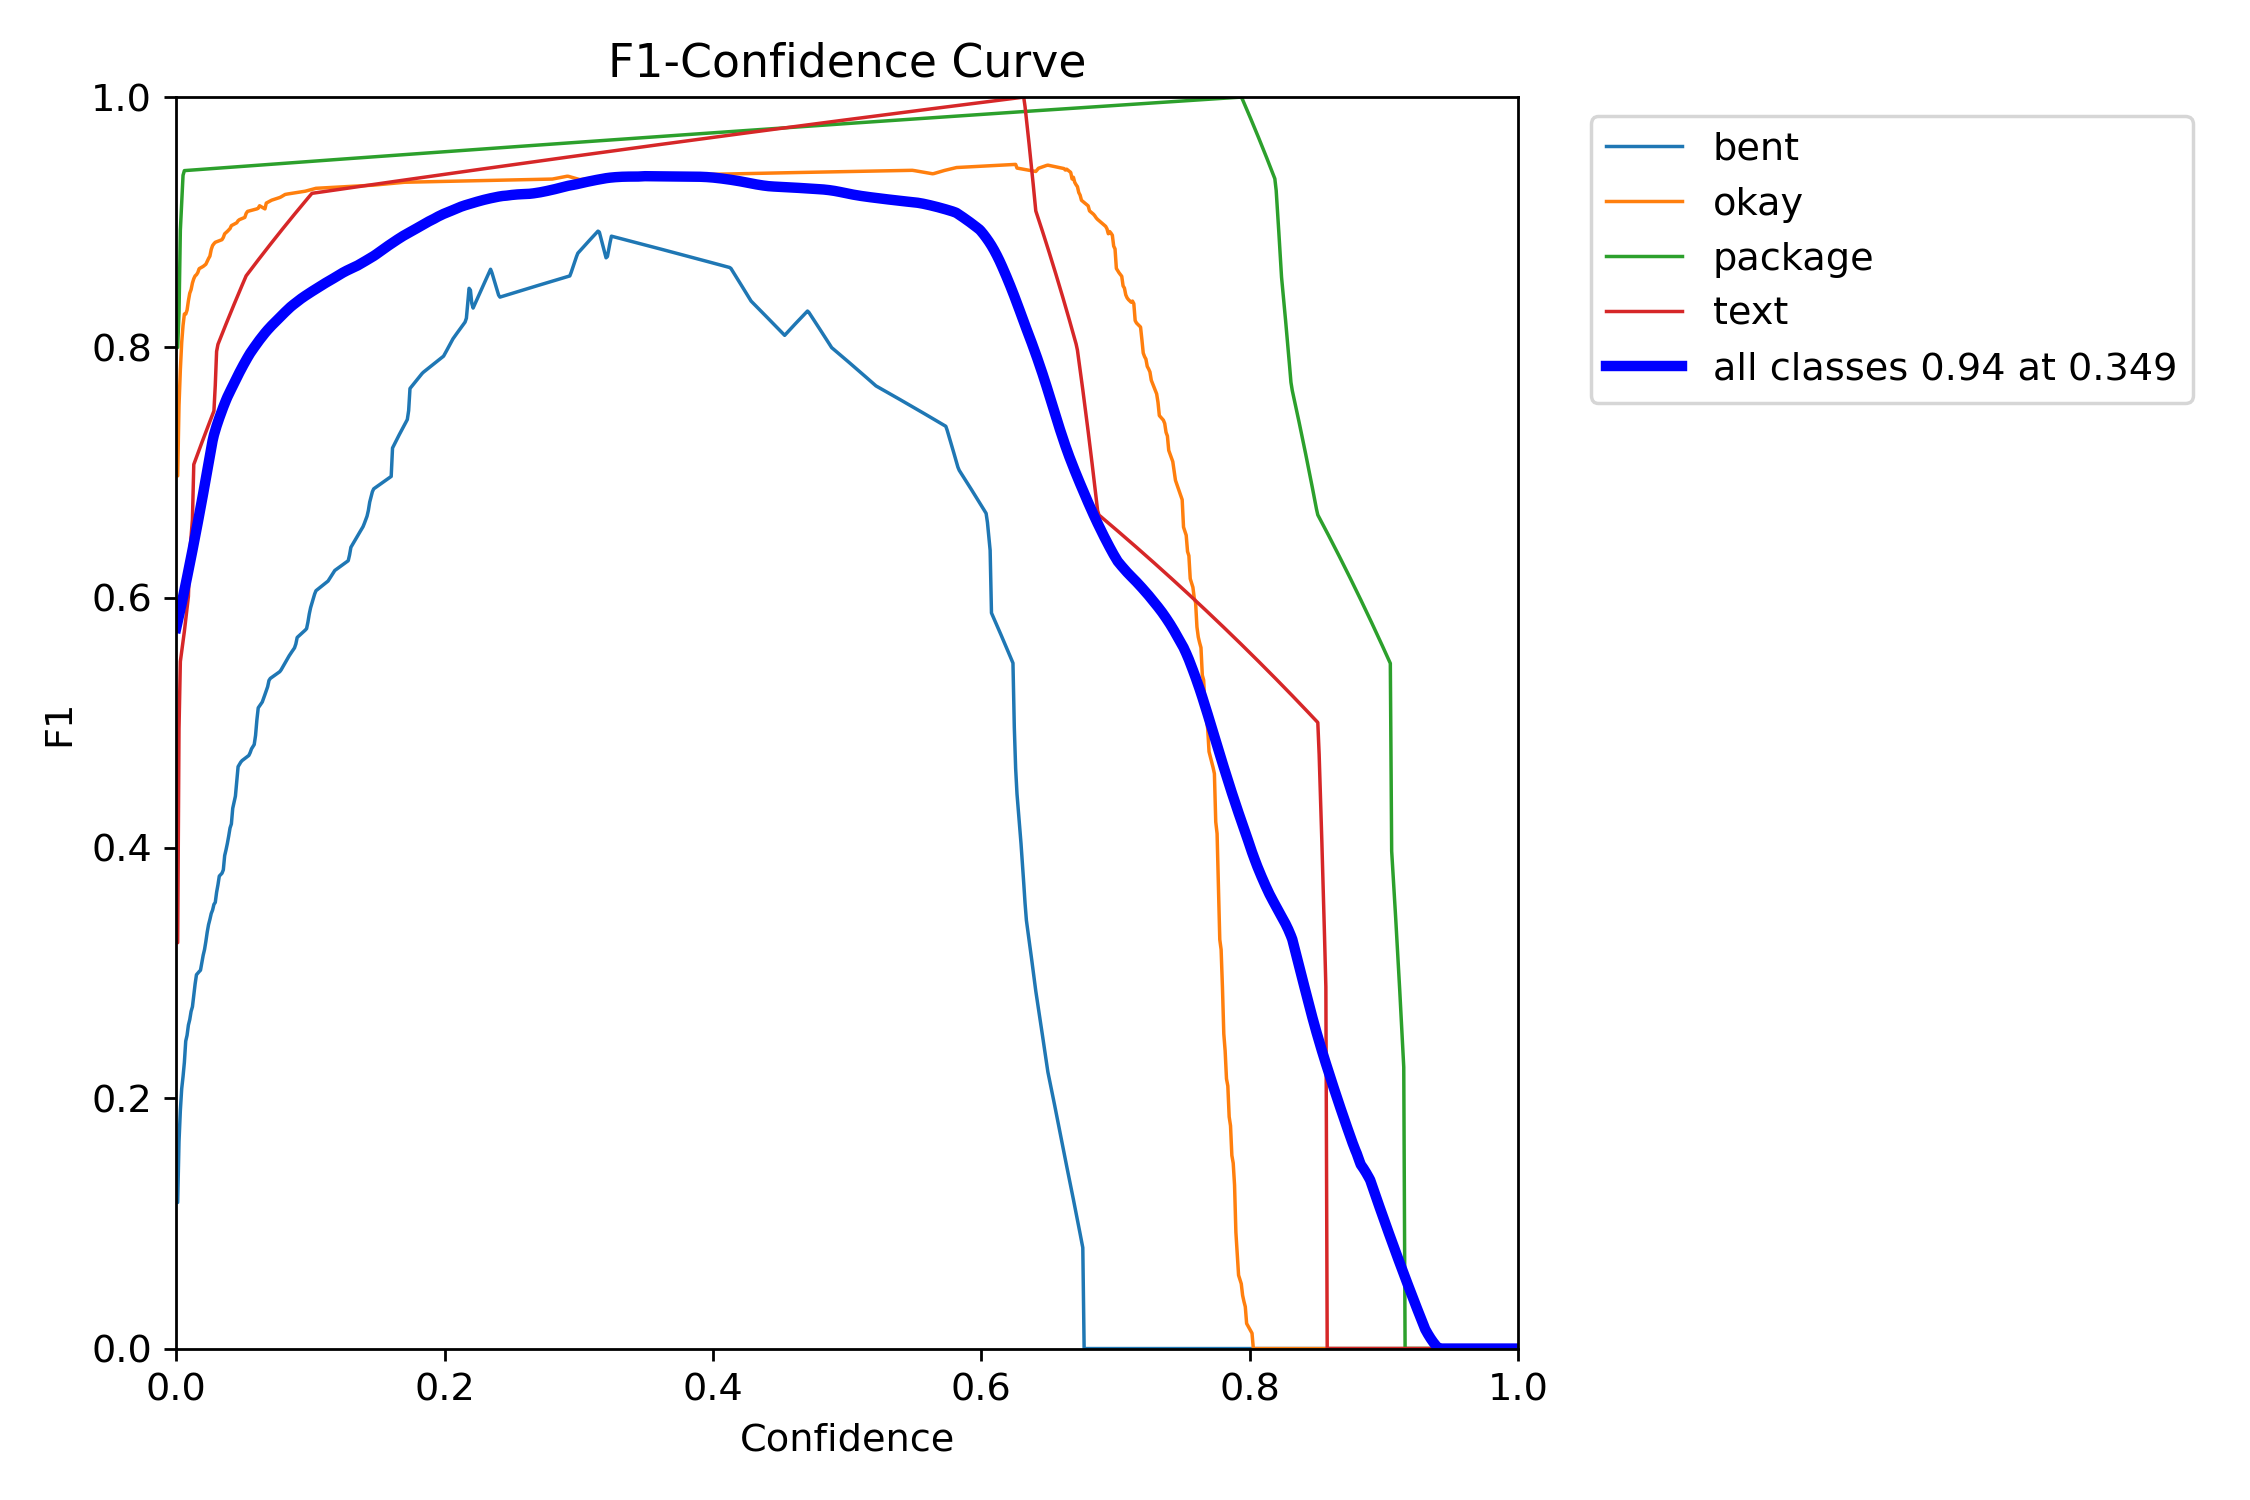 F1-Confidence Curve
1.0
0.8
0.6
0.4
0.2
0.0
F1
0.0 0.2 0.4 0.6 0.8 1.0
Confidence
bent
okay
package
text
all classes 0.94 at 0.349